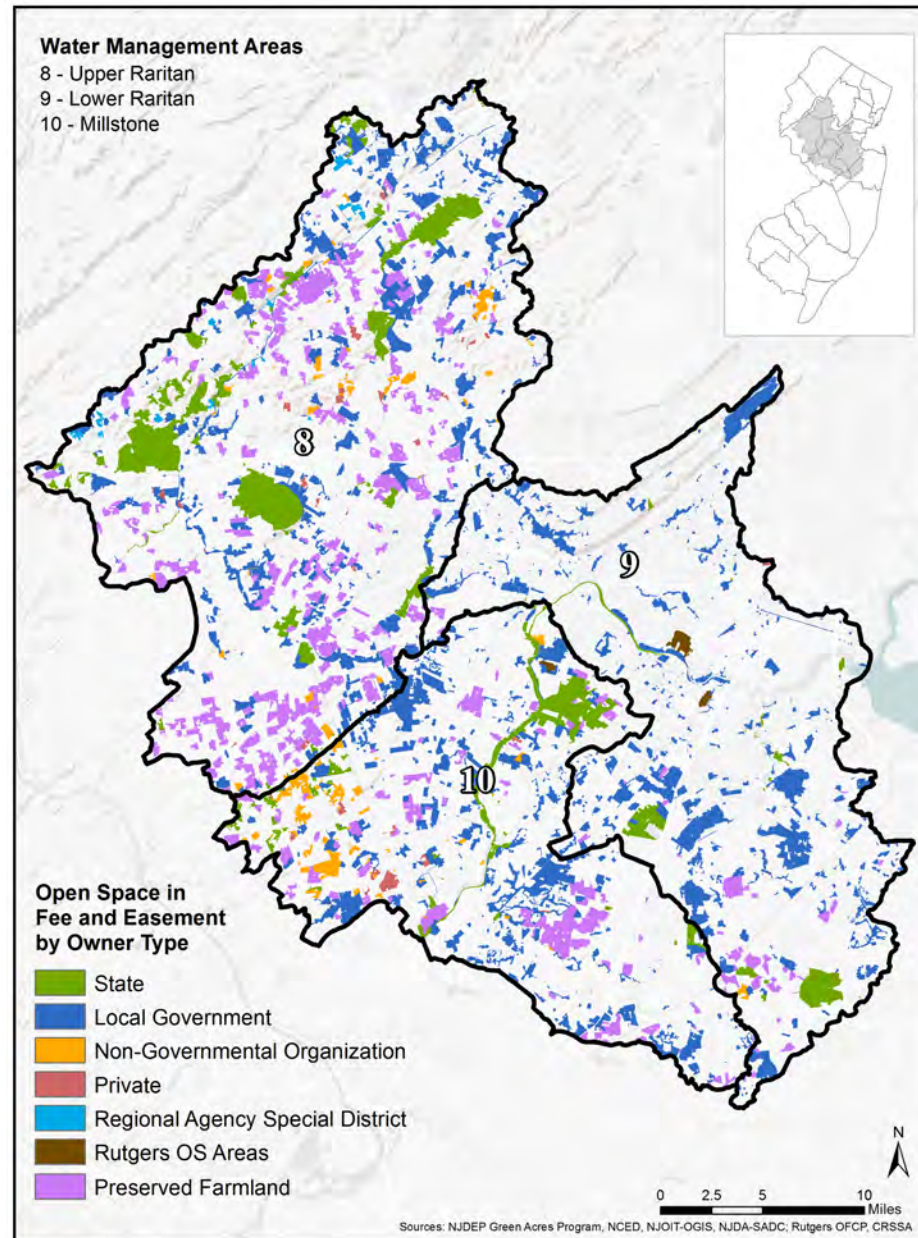 Water Management Areas
8 - Upper Raritan
9 - Lower Raritan
10 - Millstone
8
9
10
Open Space in
Fee and Easement
by Owner Type
State
Local Government
Non-Governmental Organization
Private
Regional Agency Special District
Rutgers OS Areas
Preserved Farmland
N
0 2.5 5 10
Miles
Sources: NJDEP Green Acres Program, NCED, NJOIT-OGIS, NJDA-SADC; Rutgers OFCP, CRSSA